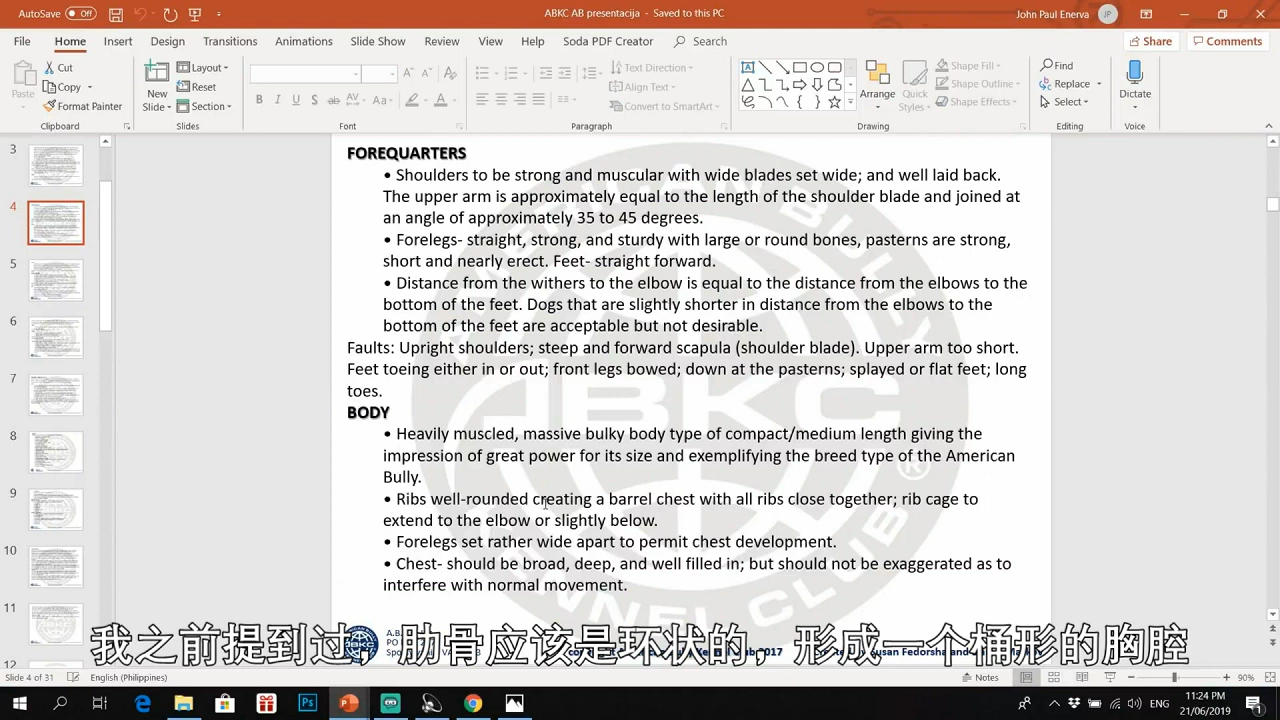 AutoSave Off
ABKC AB presentacija - Saved to this PC
John Paul Enerva JP
File Home Insert Design Transitions Animations Slide Show Review View Help Soda PDF Creator Search
Share Comments
Paste Cut Copy Format Painter
New Slide Layout Reset Section
Text Direction Align Text Convert to SmartArt
Arrange Quick Styles Shape Fill Shape Outline Shape Effects
Find Replace Select
Dictate
Clipboard Slides Font Paragraph Drawing Editing Voice
3
4
7
10
11
12
FOREQUARTERS
• Shoulders to be strong and muscular with wide blades set wide; and well laid back.
The upper arm is approximately equal to the length of the shoulder blade and joined at
an angle of approximately 35 to 45 degrees.
• Forelegs- straight, strong, and sturdy with large or round bones, pasterns are strong,
short and near erect. Feet- straight forward.
• Distance from the withers to the elbow is equal to the distance from the elbows to the
bottom of the feet. Dogs that are slightly shorter in distance from the elbows to the
bottom of the feet are acceptable but not desirable.
Fault: Upright shoulders; steep and forward scapula (shoulder blade). Upper arm too short.
Feet toeing either in or out; front legs bowed; down in the pasterns; splayed or flat feet; long
toes.
BODY
• Heavily muscled, massive bulky body type of compact/medium length giving the
impression of great power for its size and exemplifying the breed type of the American
Bully.
• Ribs well-rounded creating a barrel chest with all ribs close together; rib cage to
extend to the elbow or slightly below.
• Forelegs set rather wide apart to permit chest development.
• Chest- should be broad, deep, and well filled in, but should not be exaggerated as to
interfere with normal movement.
我之前提到过 肋骨应该是环状的 形成一个桶形的胸腔
Slide 4 of 31 English (Philippines) Notes 90%
ENG 11:24 PM
21/06/2019